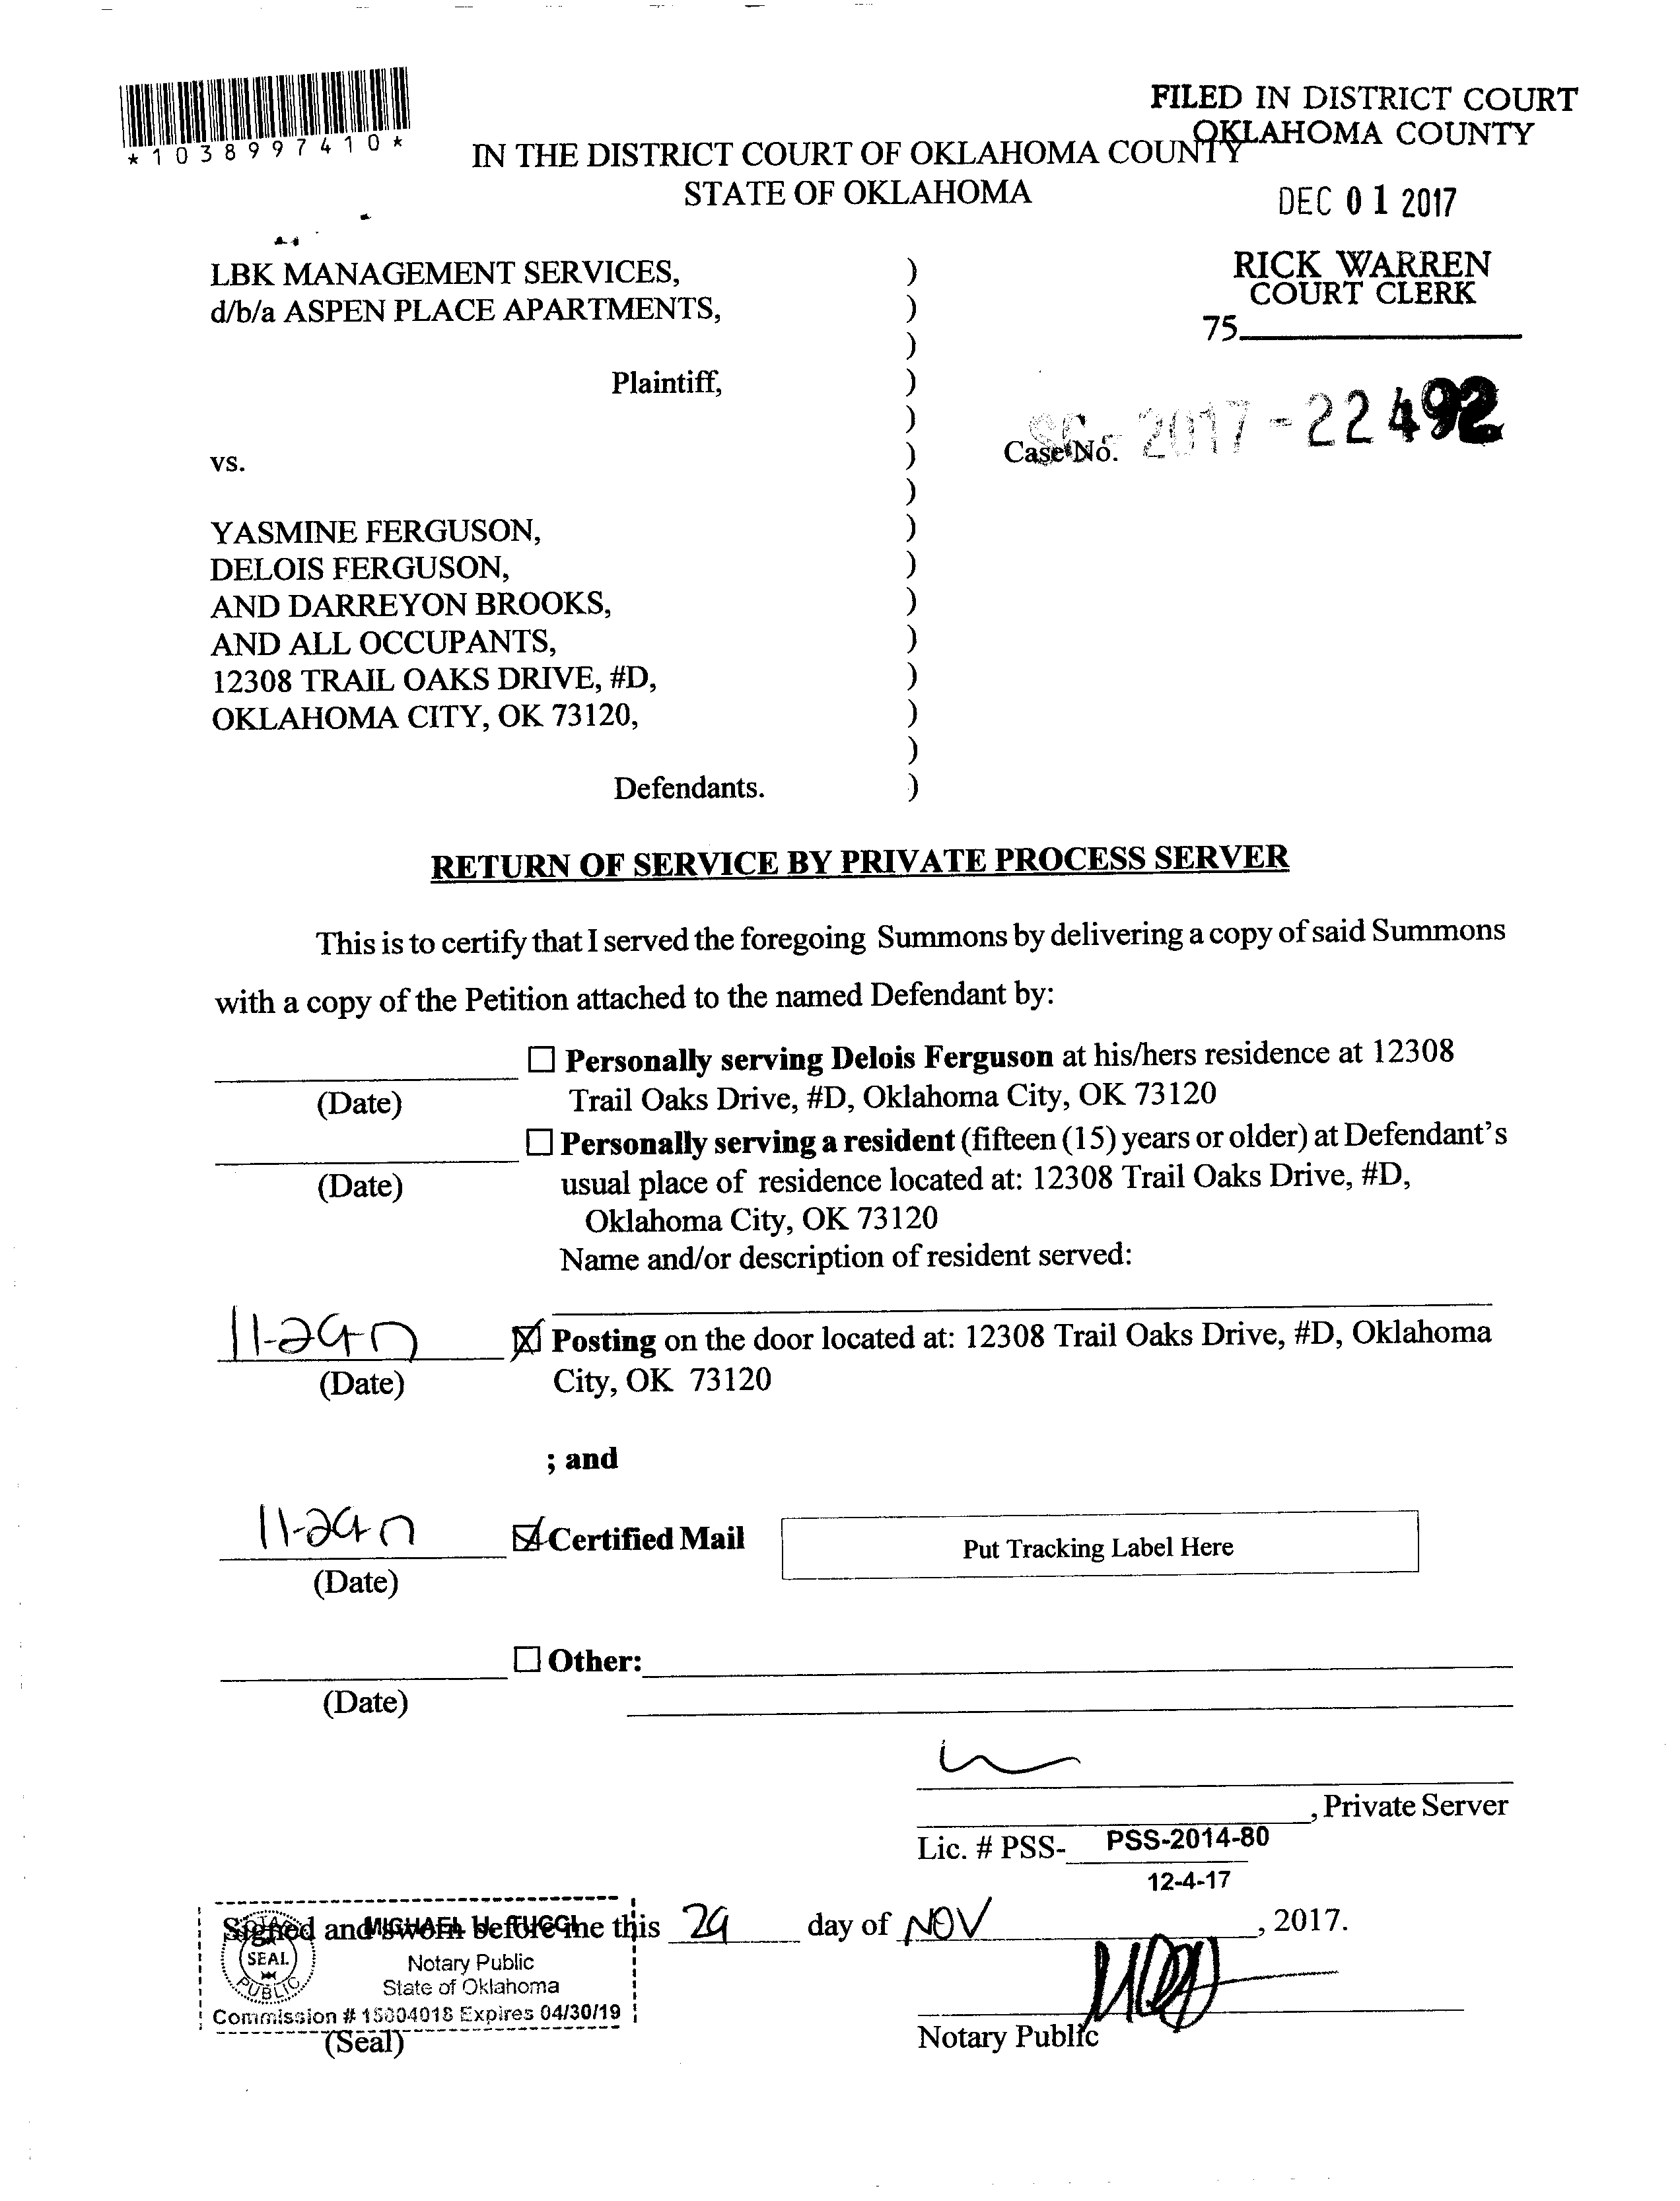 *1038997410*
FILED IN DISTRICT COURT
OKLAHOMA COUNTY
IN THE DISTRICT COURT OF OKLAHOMA COUNTY
STATE OF OKLAHOMA
DEC 01 2017
RICK WARREN
COURT CLERK
75
LBK MANAGEMENT SERVICES, )
d/b/a ASPEN PLACE APARTMENTS, )
)
Plaintiff, )
)
vs. ) Case No. SC-2017-22492
)
YASMINE FERGUSON, )
DELOIS FERGUSON, )
AND DARREYON BROOKS, )
AND ALL OCCUPANTS, )
12308 TRAIL OAKS DRIVE, #D, )
OKLAHOMA CITY, OK 73120, )
)
Defendants. )
RETURN OF SERVICE BY PRIVATE PROCESS SERVER
This is to certify that I served the foregoing Summons by delivering a copy of said Summons
with a copy of the Petition attached to the named Defendant by:
☐ Personally serving Delois Ferguson at his/hers residence at 12308
(Date) Trail Oaks Drive, #D, Oklahoma City, OK 73120
☐ Personally serving a resident (fifteen (15) years or older) at Defendant's
(Date) usual place of residence located at: 12308 Trail Oaks Drive, #D,
Oklahoma City, OK 73120
Name and/or description of resident served:
11-29-17 ☒ Posting on the door located at: 12308 Trail Oaks Drive, #D, Oklahoma
(Date) City, OK 73120
; and
11-29-17 ☒ Certified Mail Put Tracking Label Here
(Date)
☐ Other:
(Date)
, Private Server
Lic. # PSS- PSS-2014-80
12-4-17
Signed and sworn before me this 29 day of NOV, 2017.
MICHAEL U. TUCCI
SEAL
PUBLIC
Notary Public
State of Oklahoma
Commission # 15004018 Expires 04/30/19
(Seal)
Notary Public